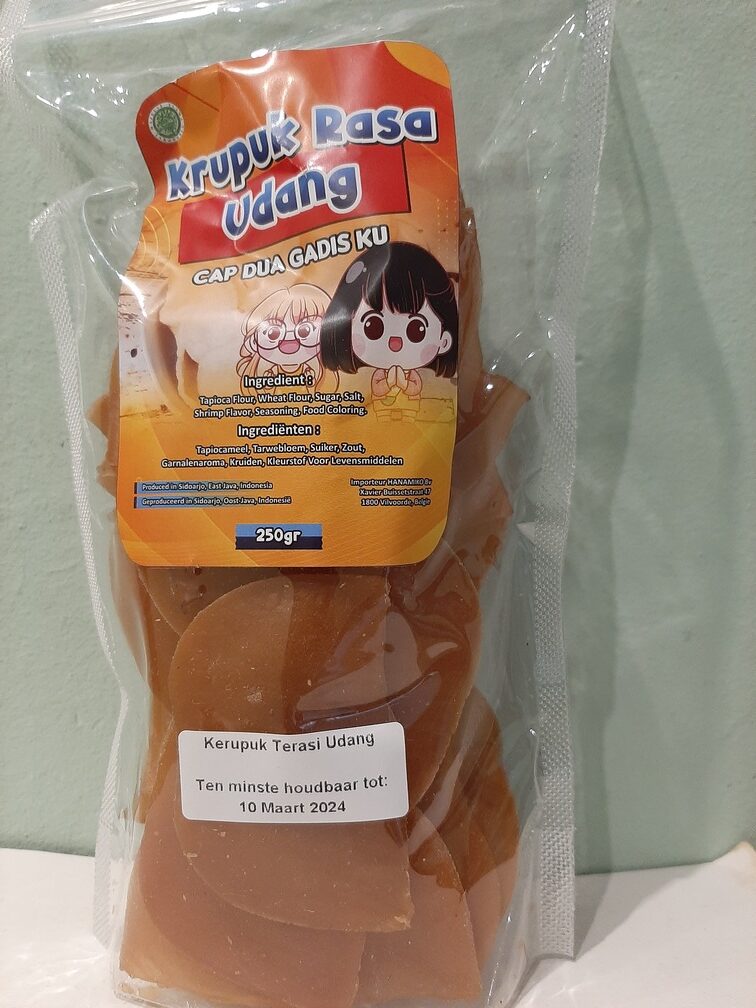 Krupuk Rasa
Udang
CAP DUA GADIS KU
Ingredient :
Tapioca Flour, Wheat Flour, Sugar, Salt,
Shrimp Flavor, Seasoning, Food Coloring.
Ingrediënten :
Tapiocameel, Tarwebloem, Suiker, Zout,
Garnalenaroma, Kruiden, Kleurstof Voor Levensmiddelen
Produced in Sidoarjo, East Java, Indonesia
Geproduceerd in Sidoarjo, Oost-Java, Indonesië
Importeur HANAMIKO Bv
Xavier Buissetstraat 47
1800 Vilvoorde, België
250gr
Kerupuk Terasi Udang
Ten minste houdbaar tot:
10 Maart 2024